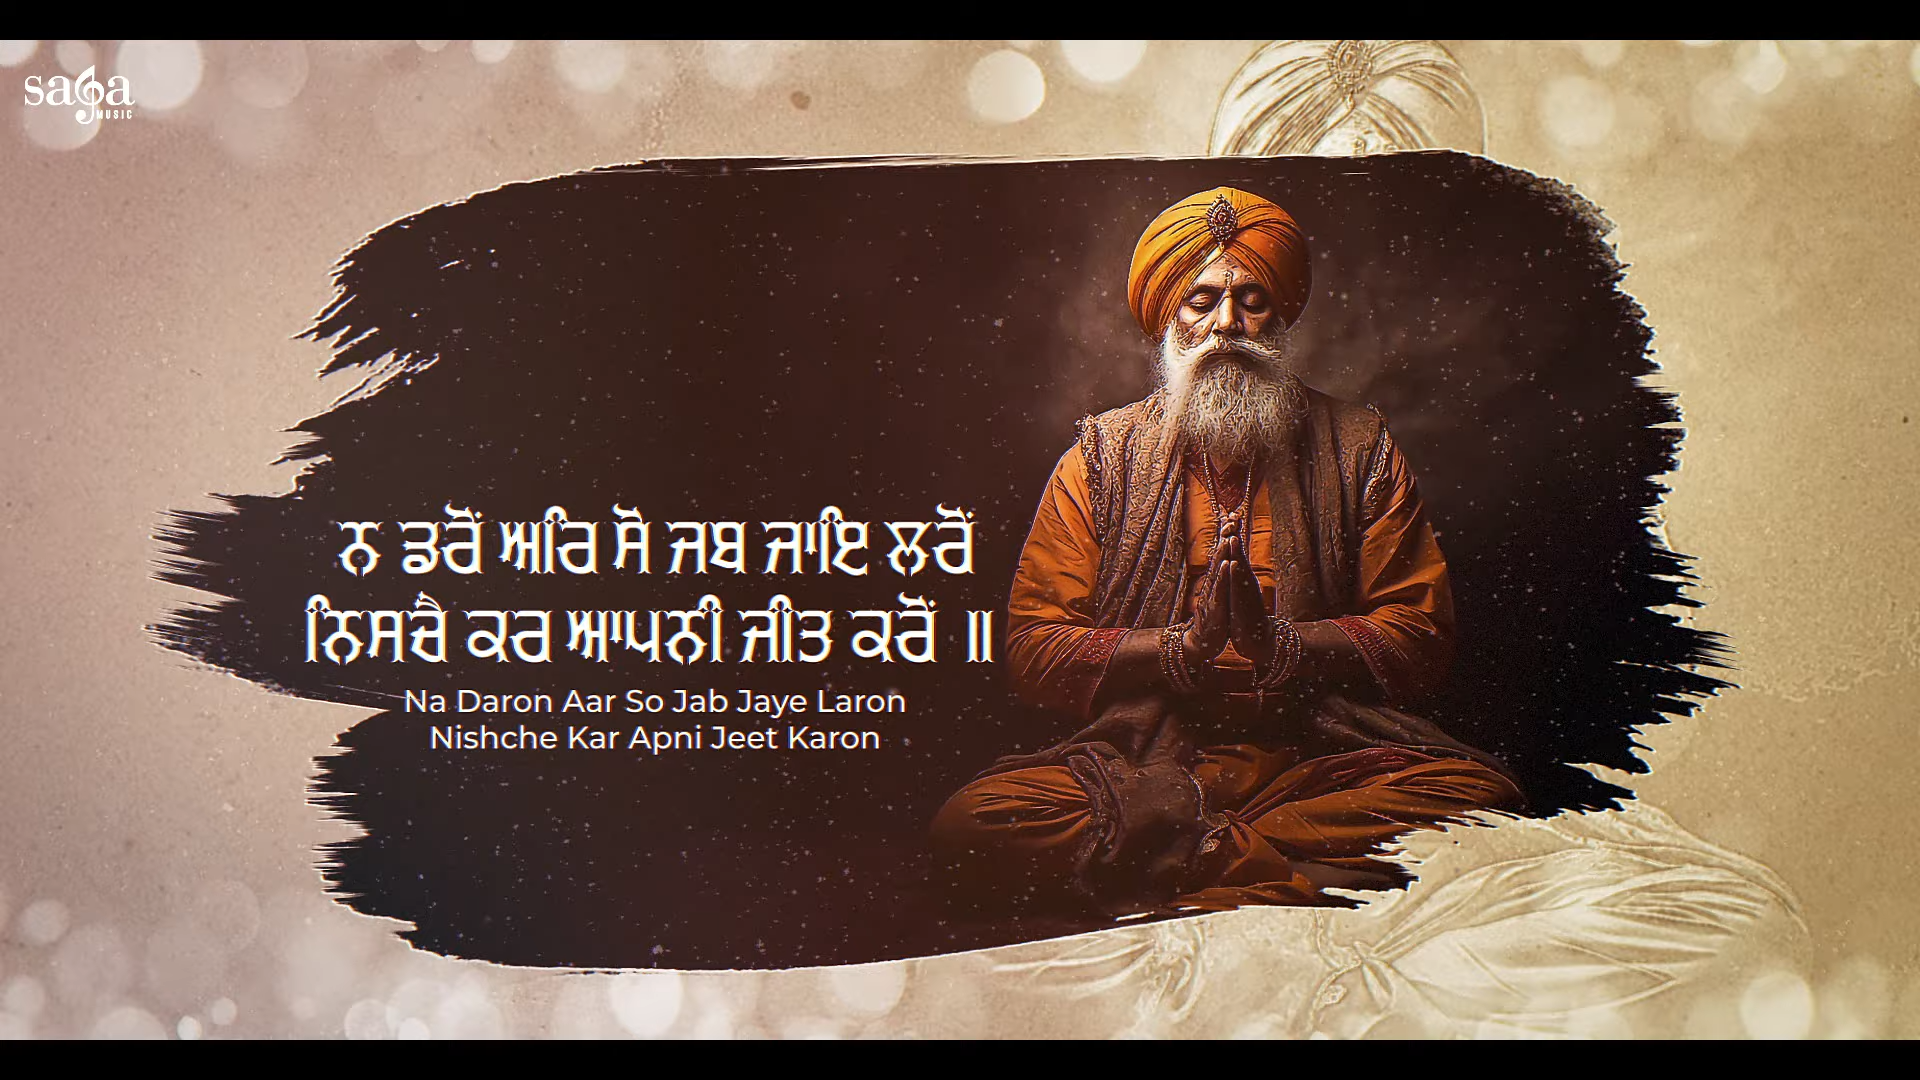 saga
MUSIC
ਨ ਡਰੋਂ ਅਰਿ ਸੋ ਜਬ ਜਾਇ ਲਰੋਂ
ਨਿਸਚੈ ਕਰ ਆਪਨੀ ਜੀਤ ਕਰੋਂ ॥
Na Daron Aar So Jab Jaye Laron
Nishche Kar Apni Jeet Karon